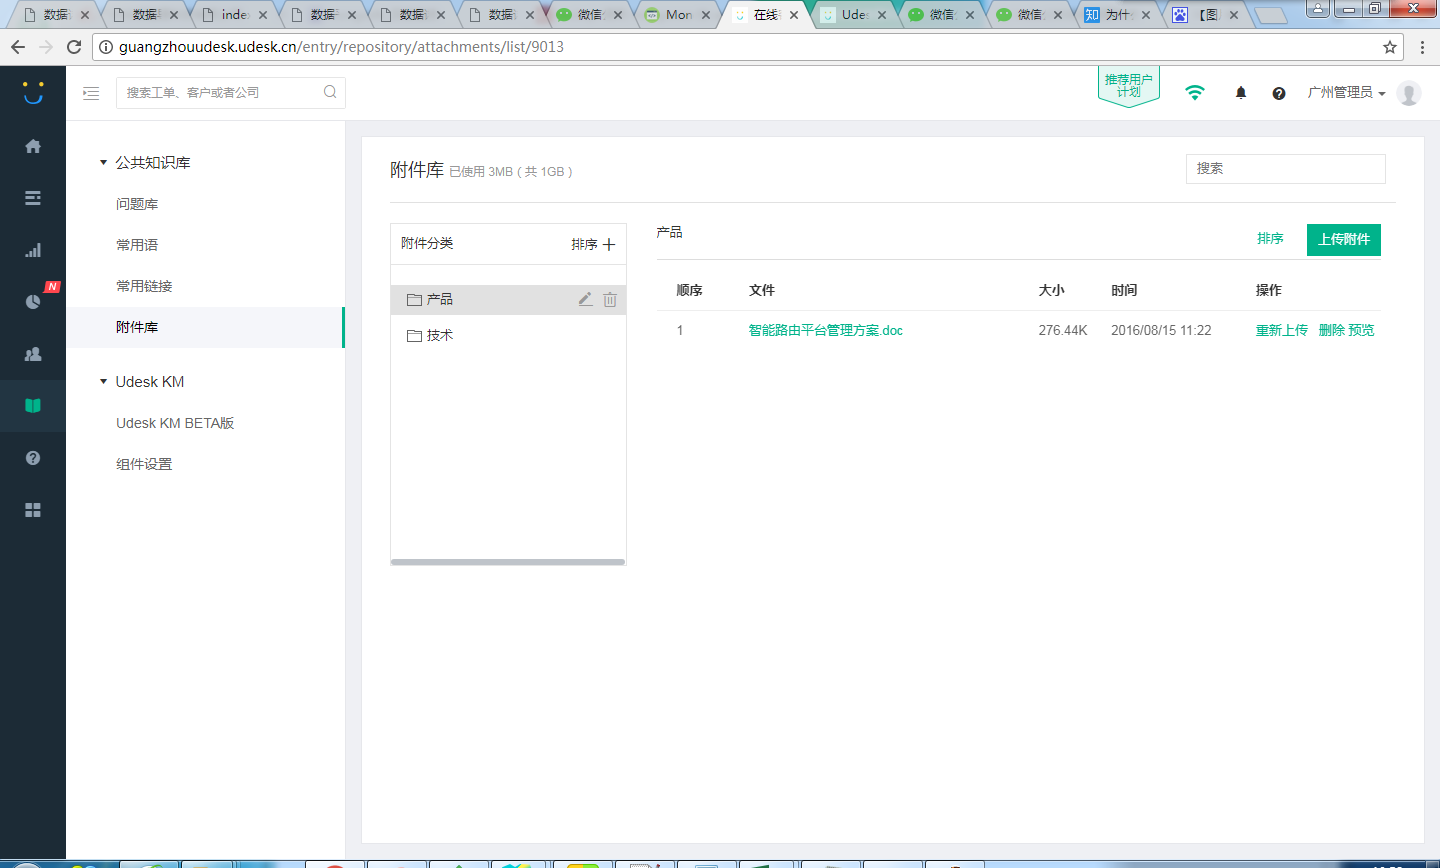 数据
数据
inde
数据
数据
数据
微信
Mon
在线
Udes
微信
微信
知 为什
【图
guangzhouudesk.udesk.cn/entry/repository/attachments/list/9013
搜索工单、客户或者公司
推荐用户
计划
广州管理员
N
公共知识库
问题库
常用语
常用链接
附件库
Udesk KM
Udesk KM BETA版
组件设置
附件库 已使用 3MB ( 共 1GB )
搜索
附件分类 排序
产品
技术
产品
排序 上传附件
顺序 文件 大小 时间 操作
1 智能路由平台管理方案.doc 276.44K 2016/08/15 11:22 重新上传 删除 预览